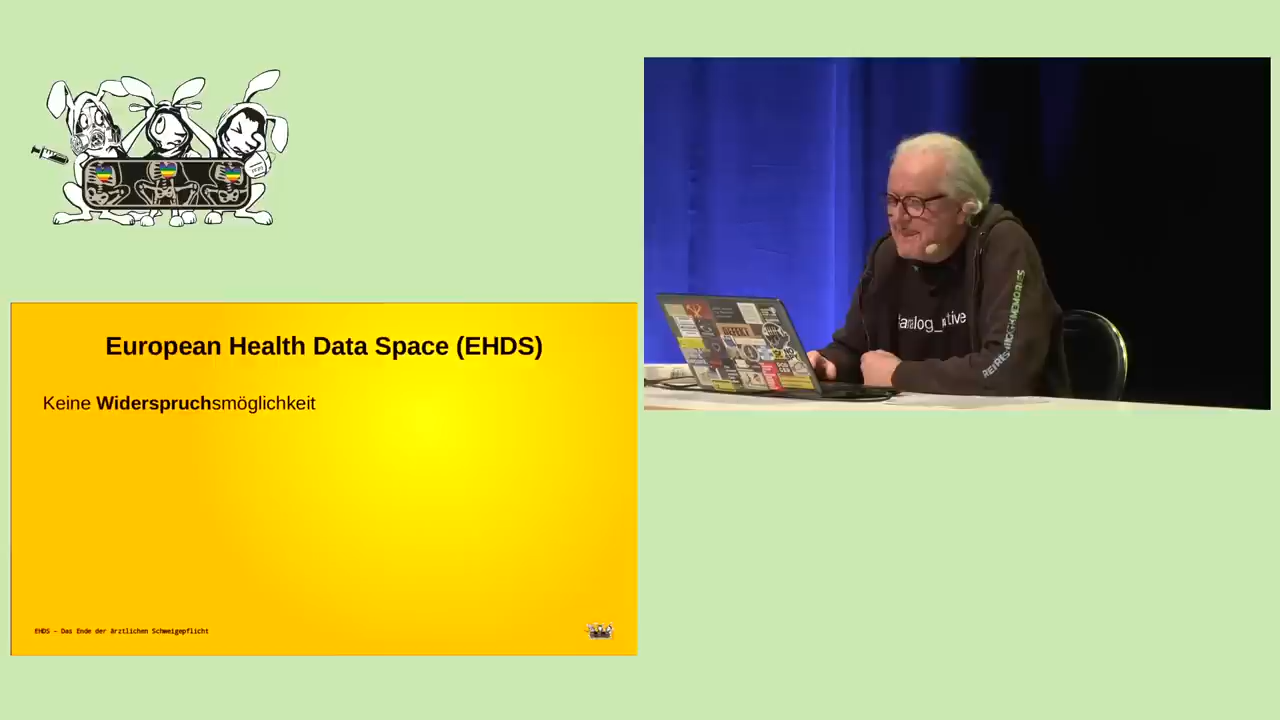 European Health Data Space (EHDS)
Keine Widerspruchsmöglichkeit
EHDS - Das Ende der ärztlichen Schweigepflicht